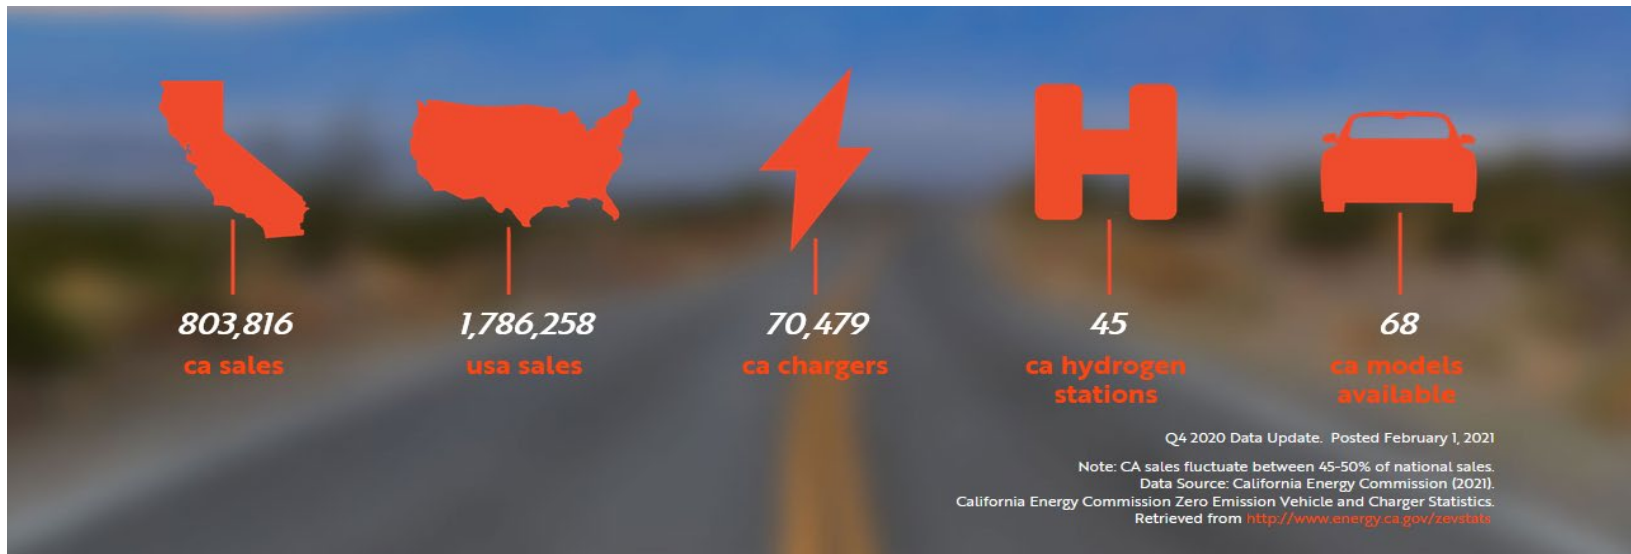 803,816
ca sales
1,786,258
usa sales
70,479
ca chargers
45
ca hydrogen
stations
68
ca models
available
Q4 2020 Data Update. Posted February 1, 2021
Note: CA sales fluctuate between 45-50% of national sales.
Data Source: California Energy Commission (2021).
California Energy Commission Zero Emission Vehicle and Charger Statistics.
Retrieved from http://www.energy.ca.gov/zevstats